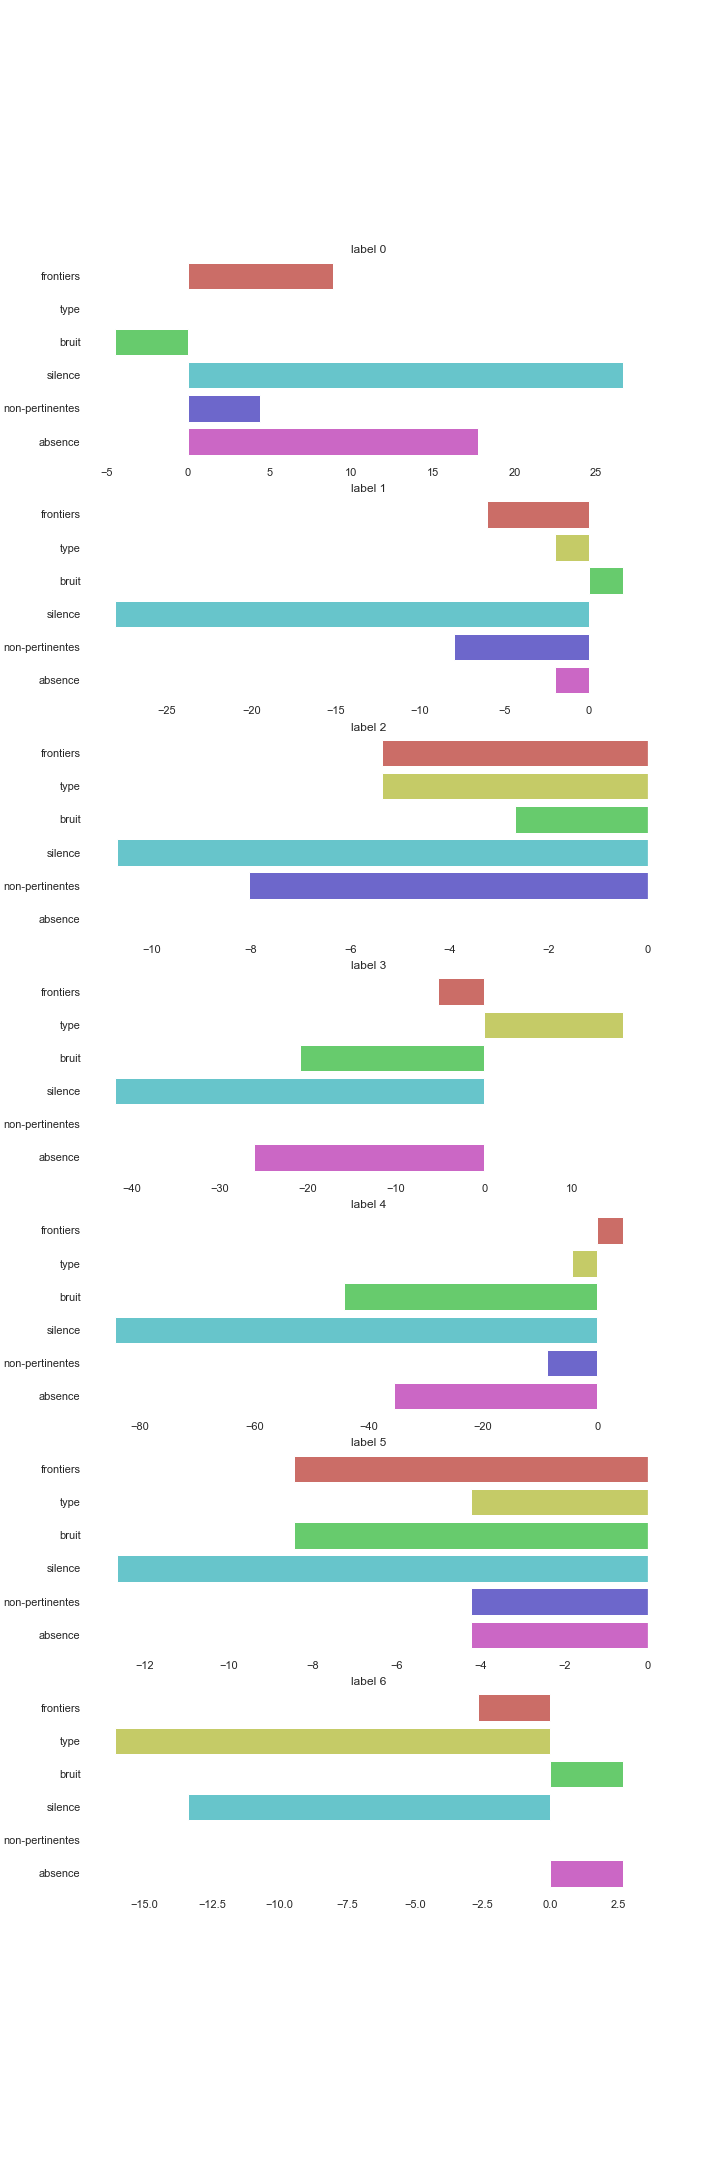 label 0
frontiers
type
bruit
silence
non-pertinentes
absence
−5 0 5 10 15 20 25
label 1
frontiers
type
bruit
silence
non-pertinentes
absence
−25 −20 −15 −10 −5 0
label 2
frontiers
type
bruit
silence
non-pertinentes
absence
−10 −8 −6 −4 −2 0
label 3
frontiers
type
bruit
silence
non-pertinentes
absence
−40 −30 −20 −10 0 10
label 4
frontiers
type
bruit
silence
non-pertinentes
absence
−80 −60 −40 −20 0
label 5
frontiers
type
bruit
silence
non-pertinentes
absence
−12 −10 −8 −6 −4 −2 0
label 6
frontiers
type
bruit
silence
non-pertinentes
absence
−15.0 −12.5 −10.0 −7.5 −5.0 −2.5 0.0 2.5